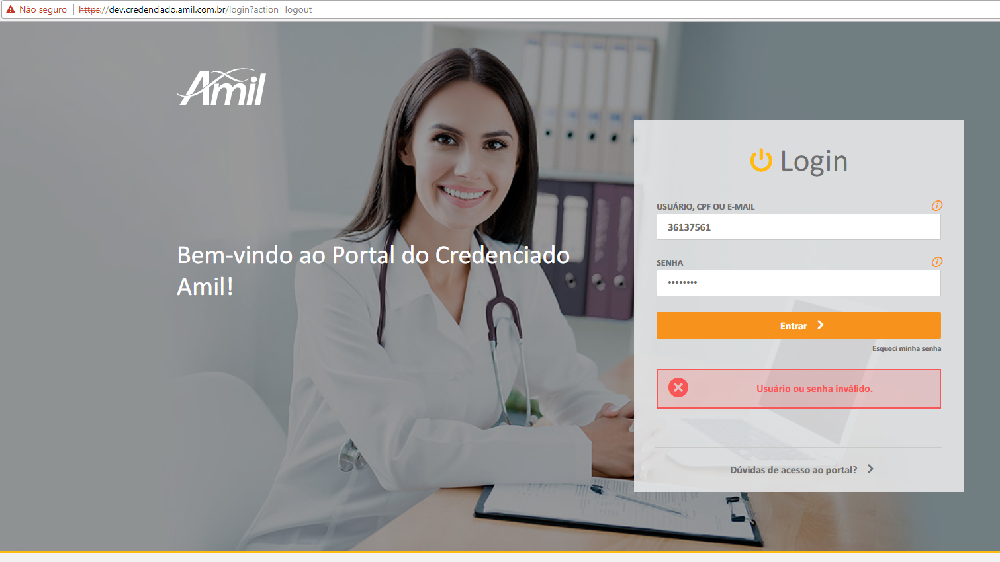 Não seguro
https://dev.credenciado.amil.com.br/login?action=logout
Amil
Bem-vindo ao Portal do Credenciado
Amil!
Login
USUÁRIO, CPF OU E-MAIL
i
36137561
SENHA
i
••••••••
Entrar
Esqueci minha senha
Usuário ou senha inválido.
Dúvidas de acesso ao portal?